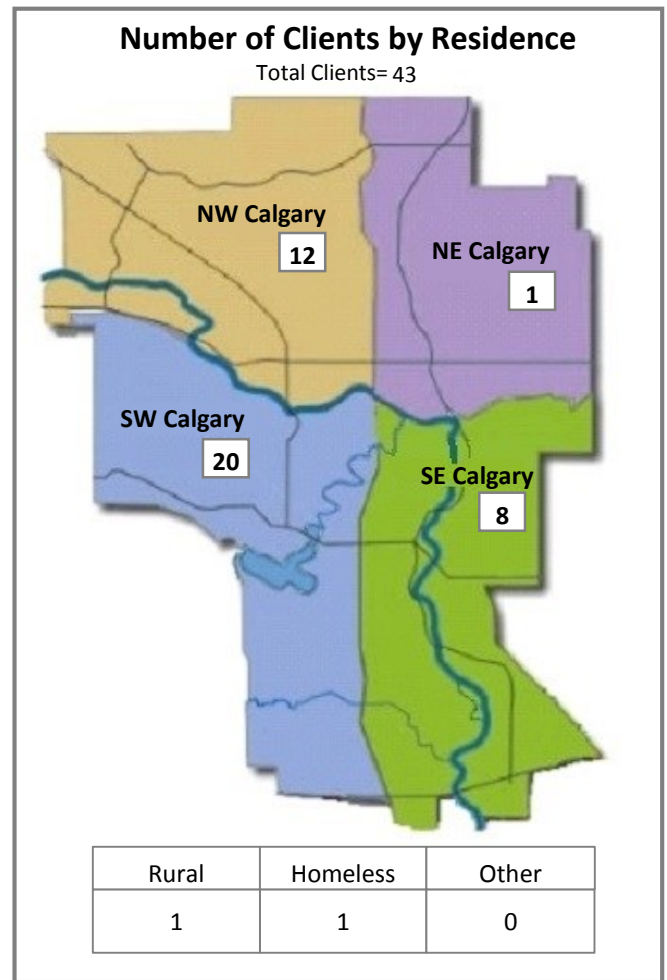 Number of Clients by Residence
Total Clients= 43
NW Calgary
12
NE Calgary
1
SW Calgary
20
SE Calgary
8
Rural Homeless Other
1 1 0